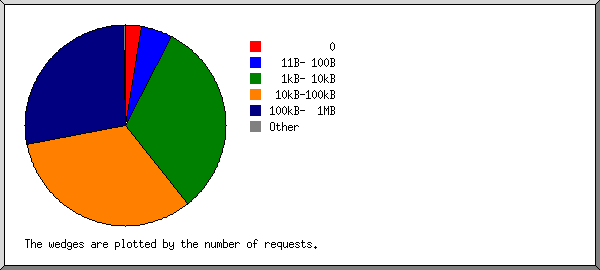 0
11B- 100B
1kB- 10kB
10kB-100kB
100kB- 1MB
Other
The wedges are plotted by the number of requests.